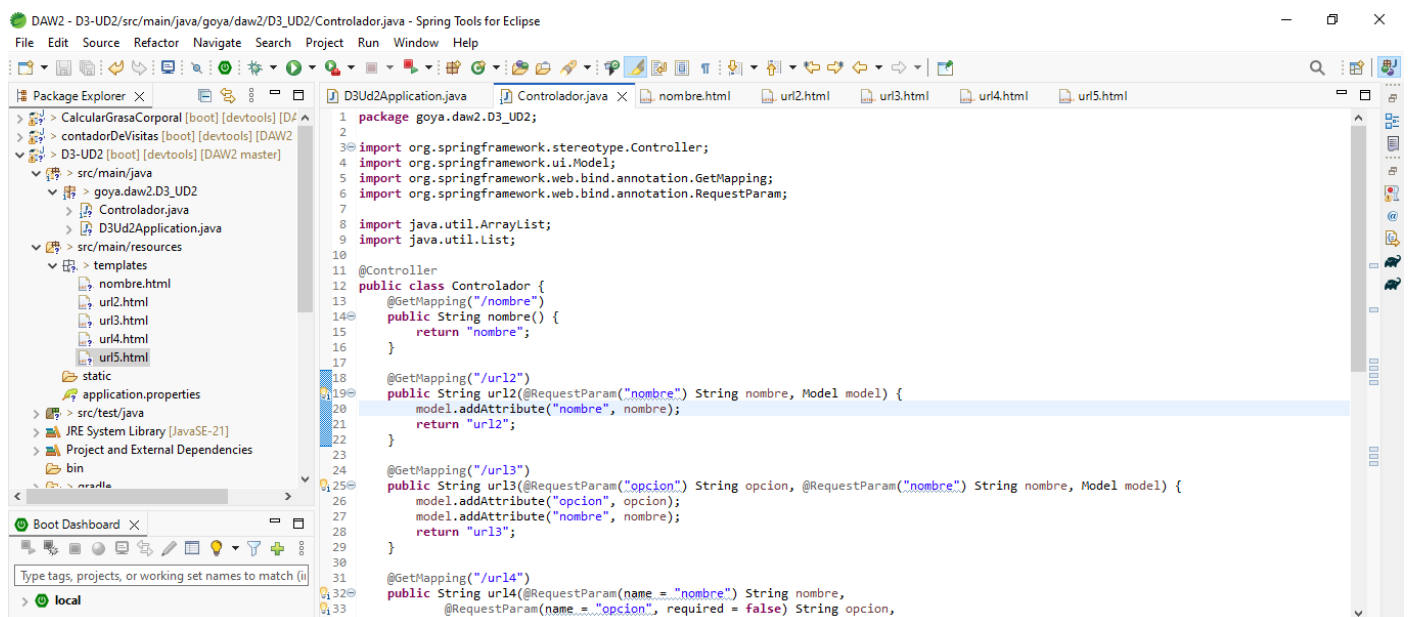 DAW2 - D3-UD2/src/main/java/goya/daw2/D3_UD2/Controlador.java - Spring Tools for Eclipse
File Edit Source Refactor Navigate Search Project Run Window Help
Package Explorer
> CalcularGrasaCorporal [boot] [devtools] [DA
> contadorDeVisitas [boot] [devtools] [DAW2
> D3-UD2 [boot] [devtools] [DAW2 master]
> src/main/java
> goya.daw2.D3_UD2
> Controlador.java
> D3Ud2Application.java
> src/main/resources
> templates
nombre.html
url2.html
url3.html
url4.html
url5.html
static
application.properties
> src/test/java
JRE System Library [JavaSE-21]
Project and External Dependencies
bin
> gradle
Boot Dashboard
Type tags, projects, or working set names to match (i
local
D3Ud2Application.java Controlador.java nombre.html url2.html url3.html url4.html url5.html
1 package goya.daw2.D3_UD2;
2
3 import org.springframework.stereotype.Controller;
4 import org.springframework.ui.Model;
5 import org.springframework.web.bind.annotation.GetMapping;
6 import org.springframework.web.bind.annotation.RequestParam;
7
8 import java.util.ArrayList;
9 import java.util.List;
10
11 @Controller
12 public class Controlador {
13 @GetMapping("/nombre")
14 public String nombre() {
15 return "nombre";
16 }
17
18 @GetMapping("/url2")
19 public String url2(@RequestParam("nombre") String nombre, Model model) {
20 model.addAttribute("nombre", nombre);
21 return "url2";
22 }
23
24 @GetMapping("/url3")
25 public String url3(@RequestParam("opcion") String opcion, @RequestParam("nombre") String nombre, Model model) {
26 model.addAttribute("opcion", opcion);
27 model.addAttribute("nombre", nombre);
28 return "url3";
29 }
30
31 @GetMapping("/url4")
32 public String url4(@RequestParam(name = "nombre") String nombre,
33 @RequestParam(name = "opcion", required = false) String opcion,